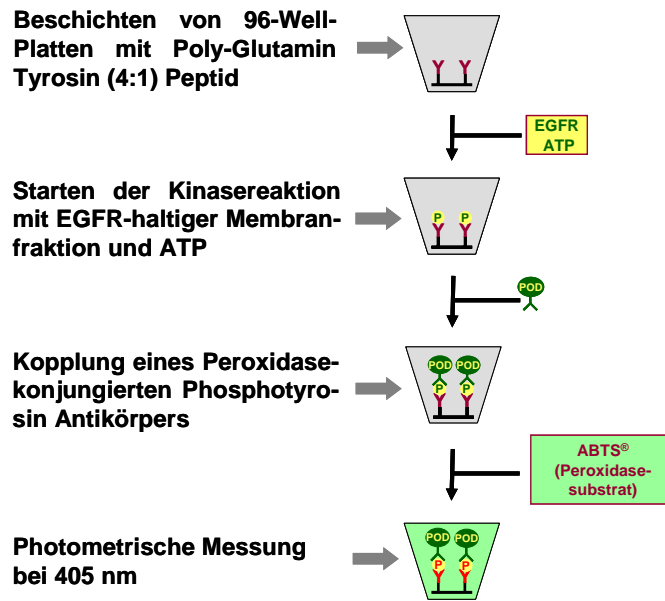 Beschichten von 96-Well-
Platten mit Poly-Glutamin
Tyrosin (4:1) Peptid
Y Y
EGFR
ATP
Starten der Kinasereaktion
mit EGFR-haltiger Membran-
fraktion und ATP
P P
Y Y
POD
Kopplung eines Peroxidase-
konjungierten Phosphotyro-
sin Antikörpers
POD POD
P P
Y Y
ABTS®
(Peroxidase-
substrat)
Photometrische Messung
bei 405 nm
POD POD
P P
Y Y